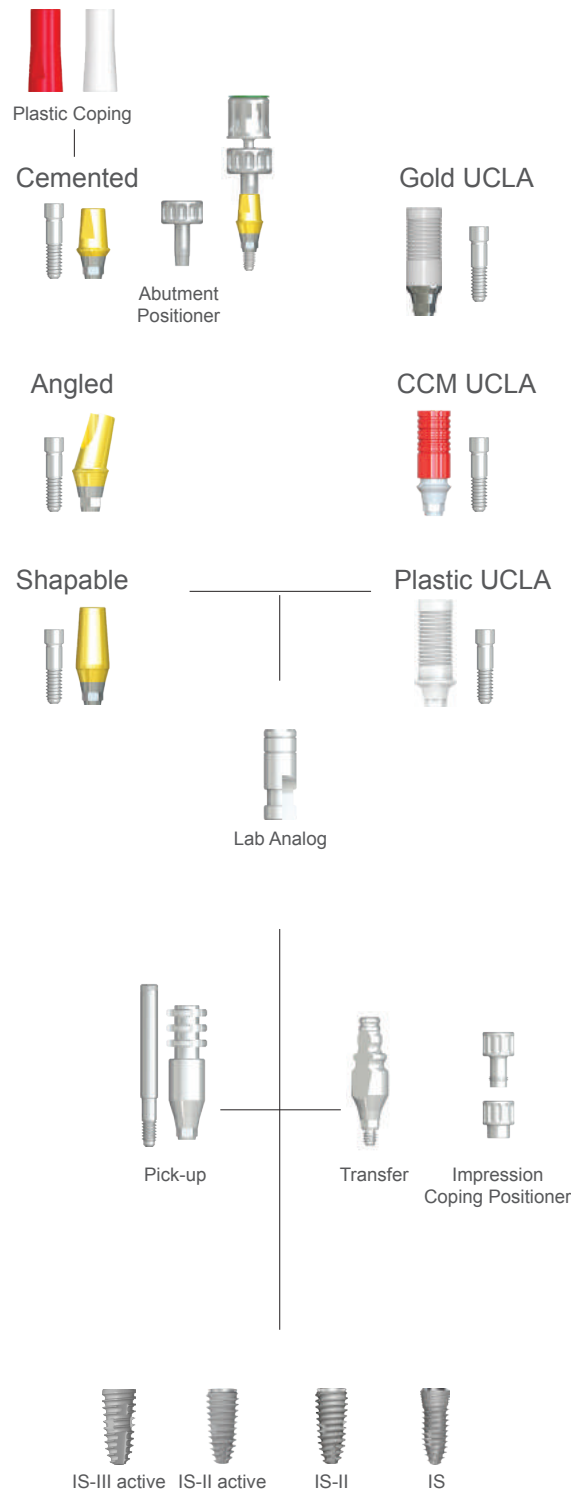 Plastic Coping
Cemented
Gold UCLA
Abutment
Positioner
Angled
CCM UCLA
Shapable
Plastic UCLA
Lab Analog
Pick-up
Transfer
Impression
Coping Positioner
IS-III active
IS-II active
IS-II
IS